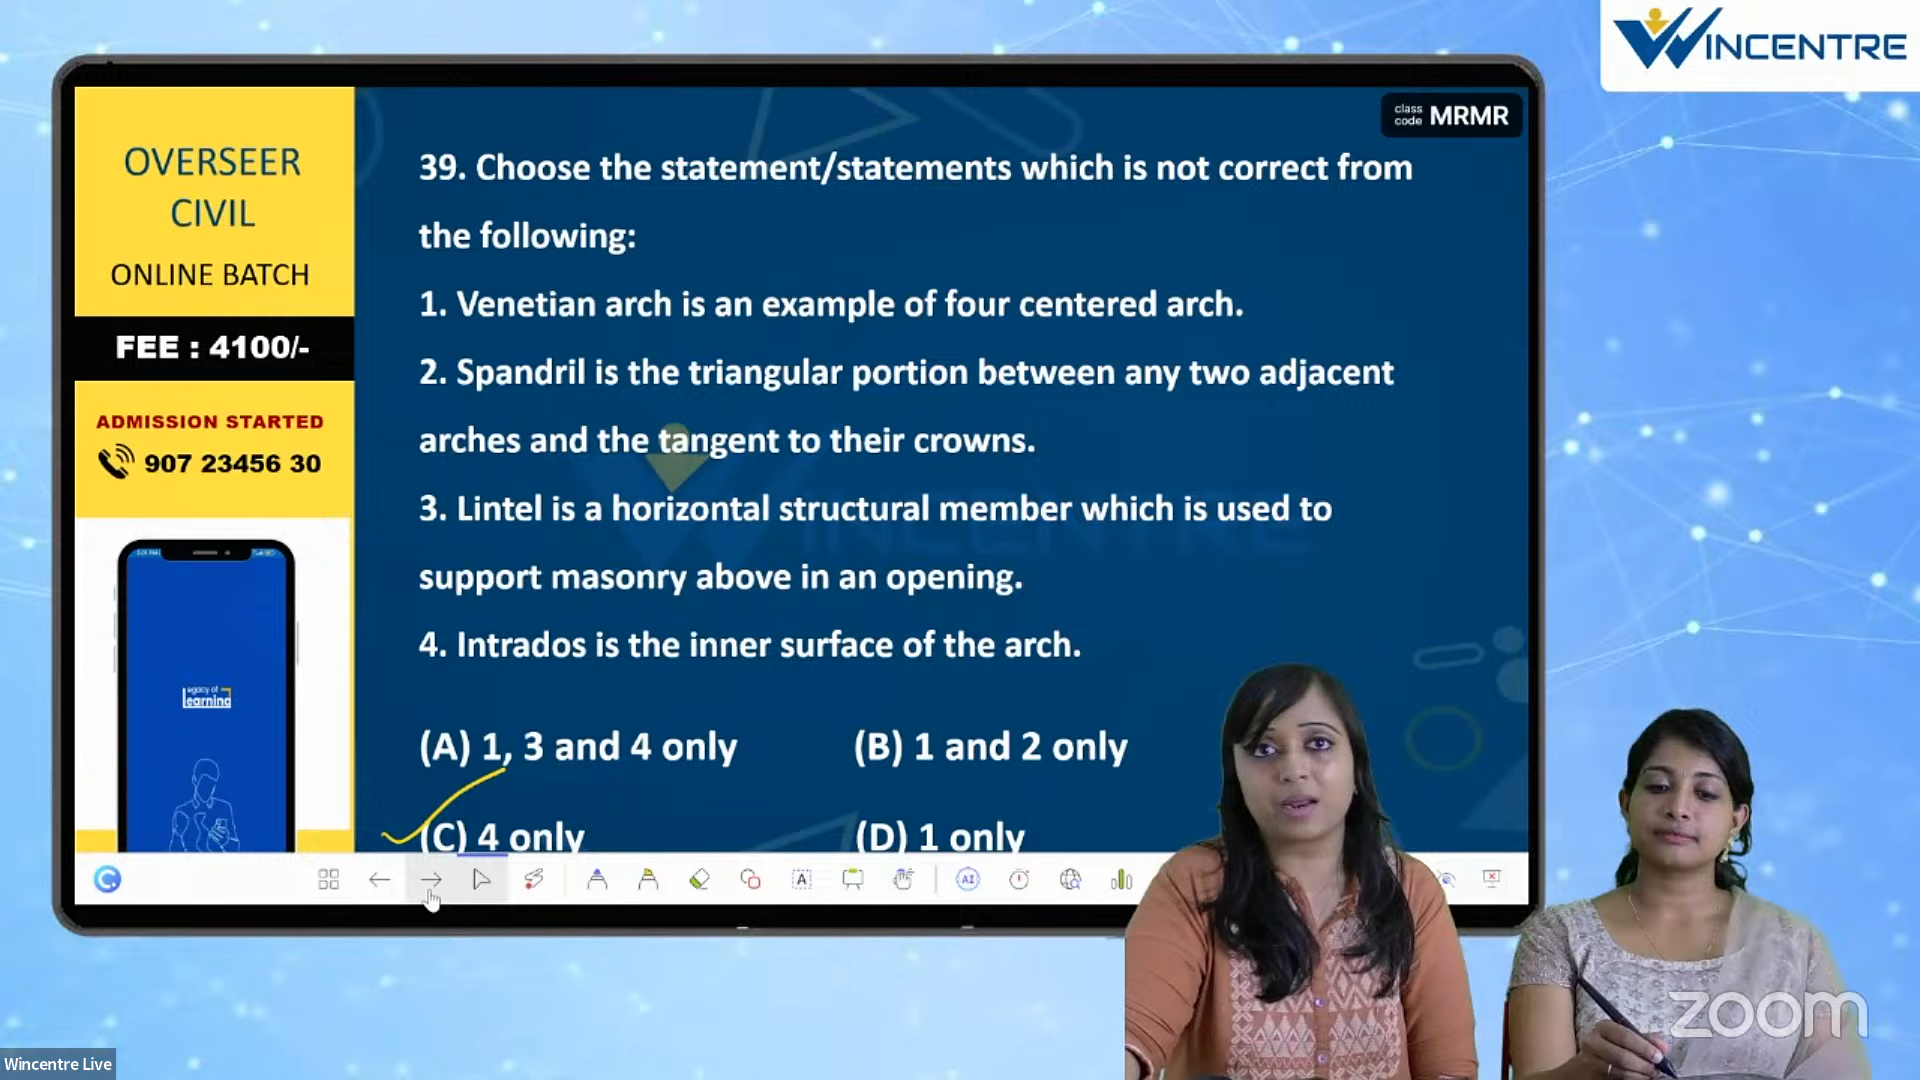 WINCENTRE
class code MRMR
OVERSEER
CIVIL
ONLINE BATCH
FEE : 4100/-
ADMISSION STARTED
907 23456 30
egacy of
Learning
39. Choose the statement/statements which is not correct from
the following:
1. Venetian arch is an example of four centered arch.
2. Spandril is the triangular portion between any two adjacent
arches and the tangent to their crowns.
3. Lintel is a horizontal structural member which is used to
support masonry above in an opening.
4. Intrados is the inner surface of the arch.
(A) 1, 3 and 4 only
(B) 1 and 2 only
(C) 4 only
(D) 1 only
WINCENTRE
A
AI
zoom
Wincentre Live